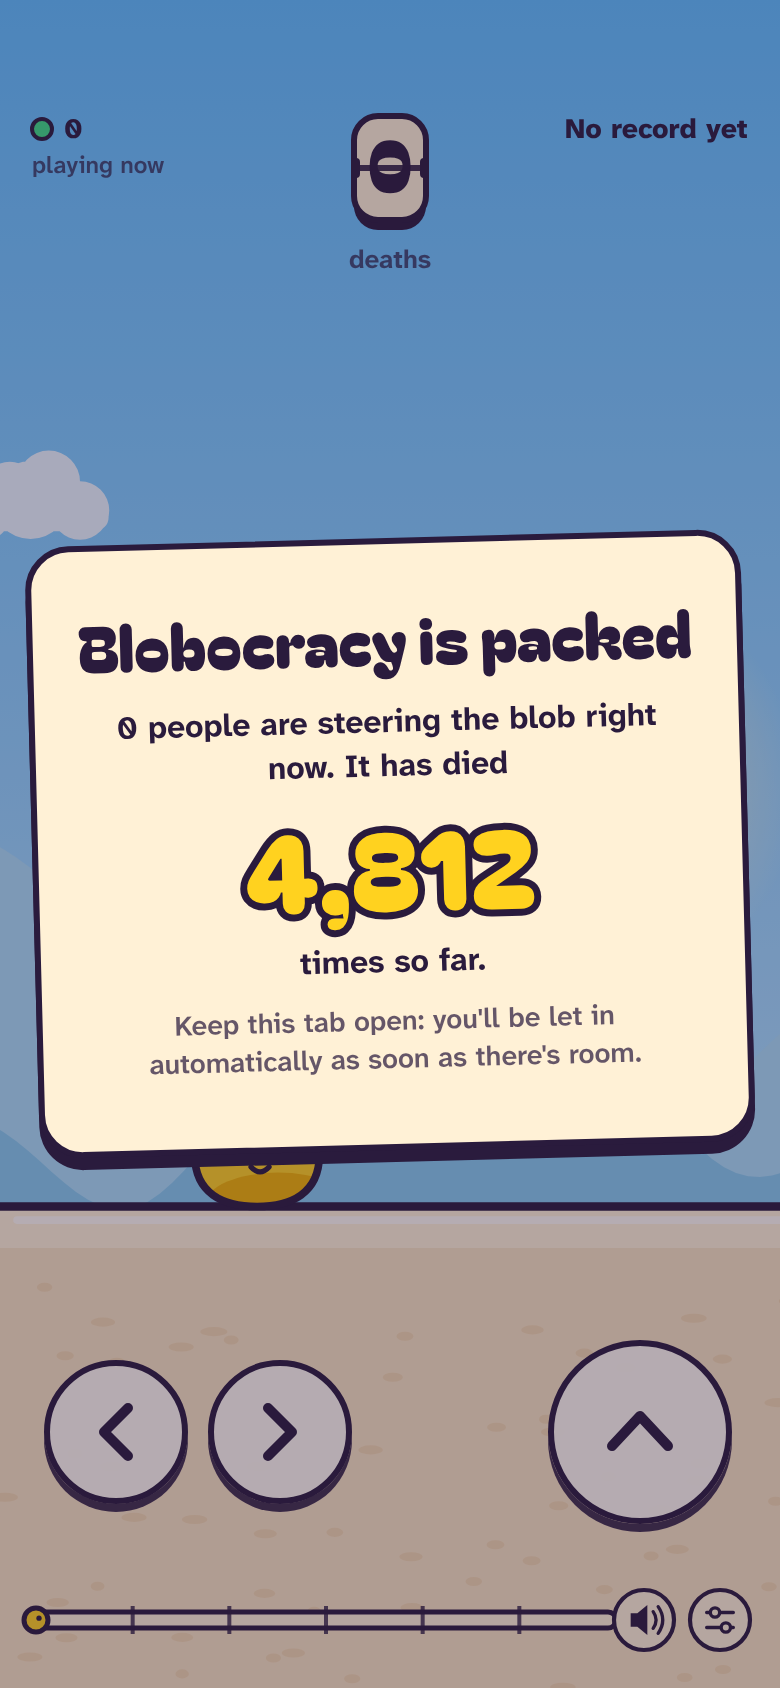 0
playing now
0
deaths
No record yet
Blobocracy is packed
0 people are steering the blob right
now. It has died
4,812
times so far.
Keep this tab open: you'll be let in
automatically as soon as there's room.